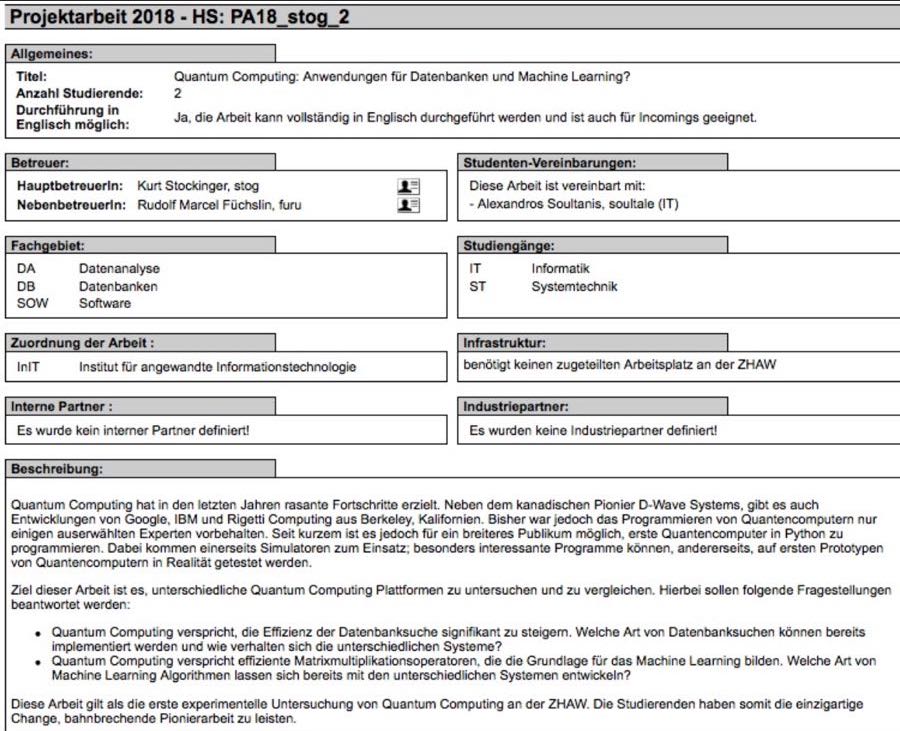 Projektarbeit 2018 - HS: PA18_stog_2
Allgemeines:
Titel: Quantum Computing: Anwendungen für Datenbanken und Machine Learning?
Anzahl Studierende: 2
Durchführung in
Englisch möglich: Ja, die Arbeit kann vollständig in Englisch durchgeführt werden und ist auch für Incomings geeignet.
Betreuer:
HauptbetreuerIn: Kurt Stockinger, stog
NebenbetreuerIn: Rudolf Marcel Füchslin, furu
Studenten-Vereinbarungen:
Diese Arbeit ist vereinbart mit:
- Alexandros Soultanis, soultale (IT)
Fachgebiet:
DA Datenanalyse
DB Datenbanken
SOW Software
Studiengänge:
IT Informatik
ST Systemtechnik
Zuordnung der Arbeit :
InIT Institut für angewandte Informationstechnologie
Infrastruktur:
benötigt keinen zugeteilten Arbeitsplatz an der ZHAW
Interne Partner :
Es wurde kein interner Partner definiert!
Industriepartner:
Es wurden keine Industriepartner definiert!
Beschreibung:
Quantum Computing hat in den letzten Jahren rasante Fortschritte erzielt. Neben dem kanadischen Pionier D-Wave Systems, gibt es auch
Entwicklungen von Google, IBM und Rigetti Computing aus Berkeley, Kalifornien. Bisher war jedoch das Programmieren von Quantencomputern nur
einigen auserwählten Experten vorbehalten. Seit kurzem ist es jedoch für ein breiteres Publikum möglich, erste Quantencomputer in Python zu
programmieren. Dabei kommen einerseits Simulatoren zum Einsatz; besonders interessante Programme können, andererseits, auf ersten Prototypen
von Quantencomputern in Realität getestet werden.
Ziel dieser Arbeit ist es, unterschiedliche Quantum Computing Plattformen zu untersuchen und zu vergleichen. Hierbei sollen folgende Fragestellungen
beantwortet werden:
• Quantum Computing verspricht, die Effizienz der Datenbanksuche signifikant zu steigern. Welche Art von Datenbanksuchen können bereits
implementiert werden und wie verhalten sich die unterschiedlichen Systeme?
• Quantum Computing verspricht effiziente Matrixmultiplikationsoperatoren, die die Grundlage für das Machine Learning bilden. Welche Art von
Machine Learning Algorithmen lassen sich bereits mit den unterschiedlichen Systemen entwickeln?
Diese Arbeit gilt als die erste experimentelle Untersuchung von Quantum Computing an der ZHAW. Die Studierenden haben somit die einzigartige
Change, bahnbrechende Pionierarbeit zu leisten.